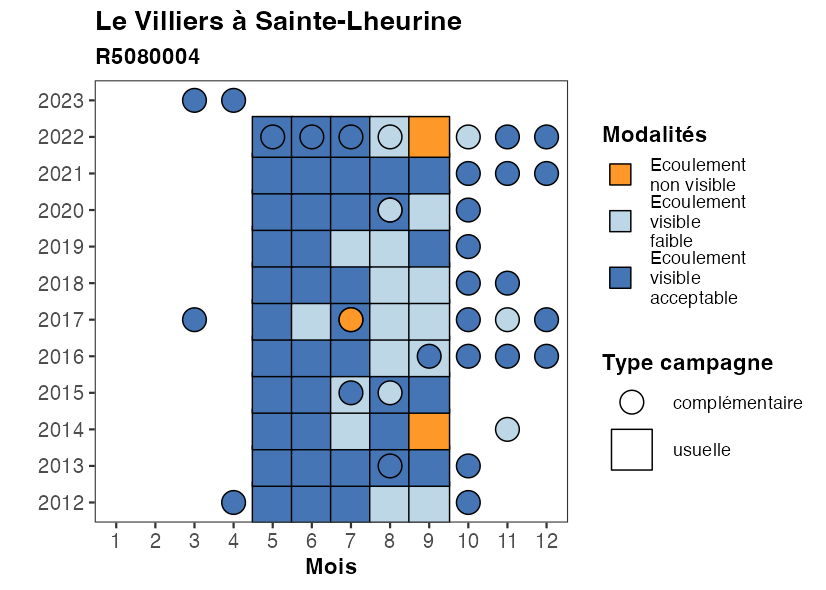 Le Villiers à Sainte-Lheurine
R5080004
2023
2022
2021
2020
2019
2018
2017
2016
2015
2014
2013
2012
1 2 3 4 5 6 7 8 9 10 11 12
Mois
Modalités
Ecoulement
non visible
Ecoulement
visible
faible
Ecoulement
visible
acceptable
Type campagne
complémentaire
usuelle